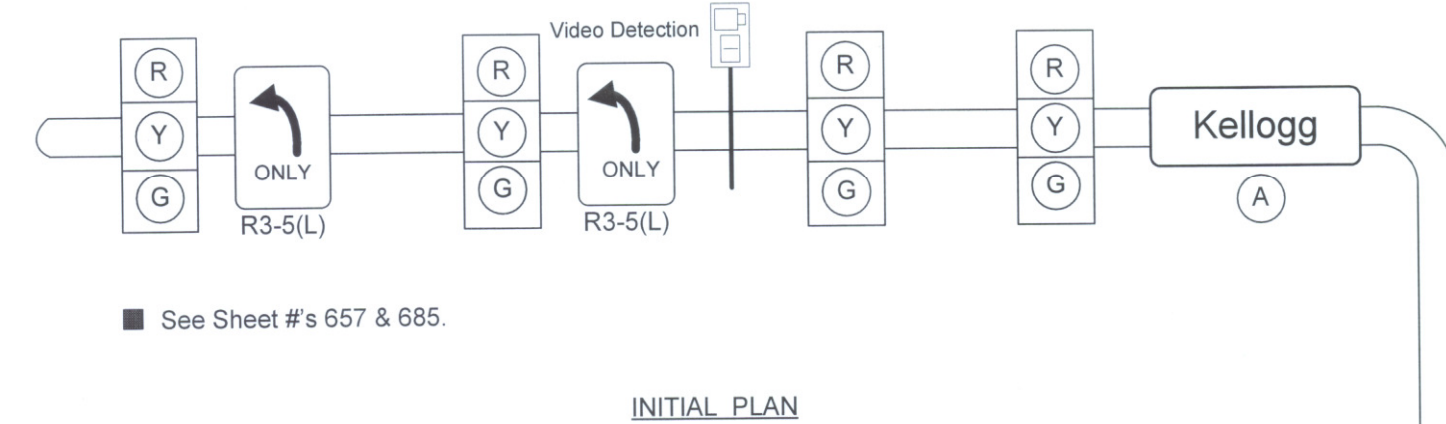 Video Detection
R
R
R
R
Y
Y
Y
Y
Kellogg
ONLY
ONLY
G
G
G
G
A
R3-5(L)
R3-5(L)
See Sheet #'s 657 & 685.
INITIAL PLAN